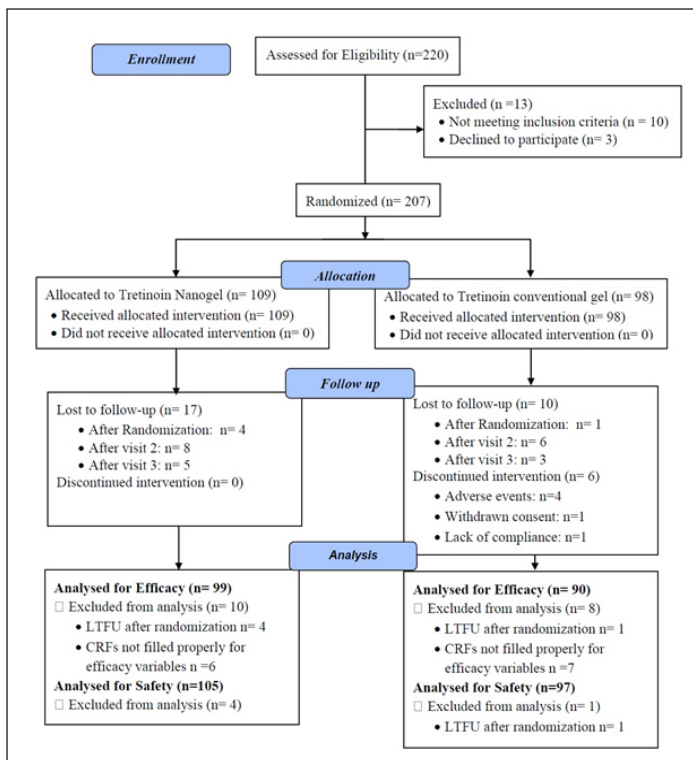 Enrollment
Assessed for Eligibility (n=220)
Excluded (n =13)
• Not meeting inclusion criteria (n = 10)
• Declined to participate (n= 3)
Randomized (n= 207)
Allocation
Allocated to Tretinoin Nanogel (n= 109)
• Received allocated intervention (n= 109)
• Did not receive allocated intervention (n= 0)
Allocated to Tretinoin conventional gel (n= 98)
• Received allocated intervention (n= 98)
• Did not receive allocated intervention (n= 0)
Follow up
Lost to follow-up (n= 17)
• After Randomization: n= 4
• After visit 2: n= 8
• After visit 3: n= 5
Discontinued intervention (n= 0)
Lost to follow-up (n= 10)
• After Randomization: n= 1
• After visit 2: n= 6
• After visit 3: n= 3
Discontinued intervention (n= 6)
• Adverse events: n=4
• Withdrawn consent: n=1
• Lack of compliance: n=1
Analysis
Analysed for Efficacy (n= 99)
□ Excluded from analysis (n= 10)
• LTFU after randomization n= 4
• CRFs not filled properly for
efficacy variables n =6
Analysed for Safety (n=105)
□ Excluded from analysis (n= 4)
Analysed for Efficacy (n= 90)
□ Excluded from analysis (n= 8)
• LTFU after randomization n= 1
• CRFs not filled properly for
efficacy variables n =7
Analysed for Safety (n=97)
□ Excluded from analysis (n= 1)
• LTFU after randomization n= 1